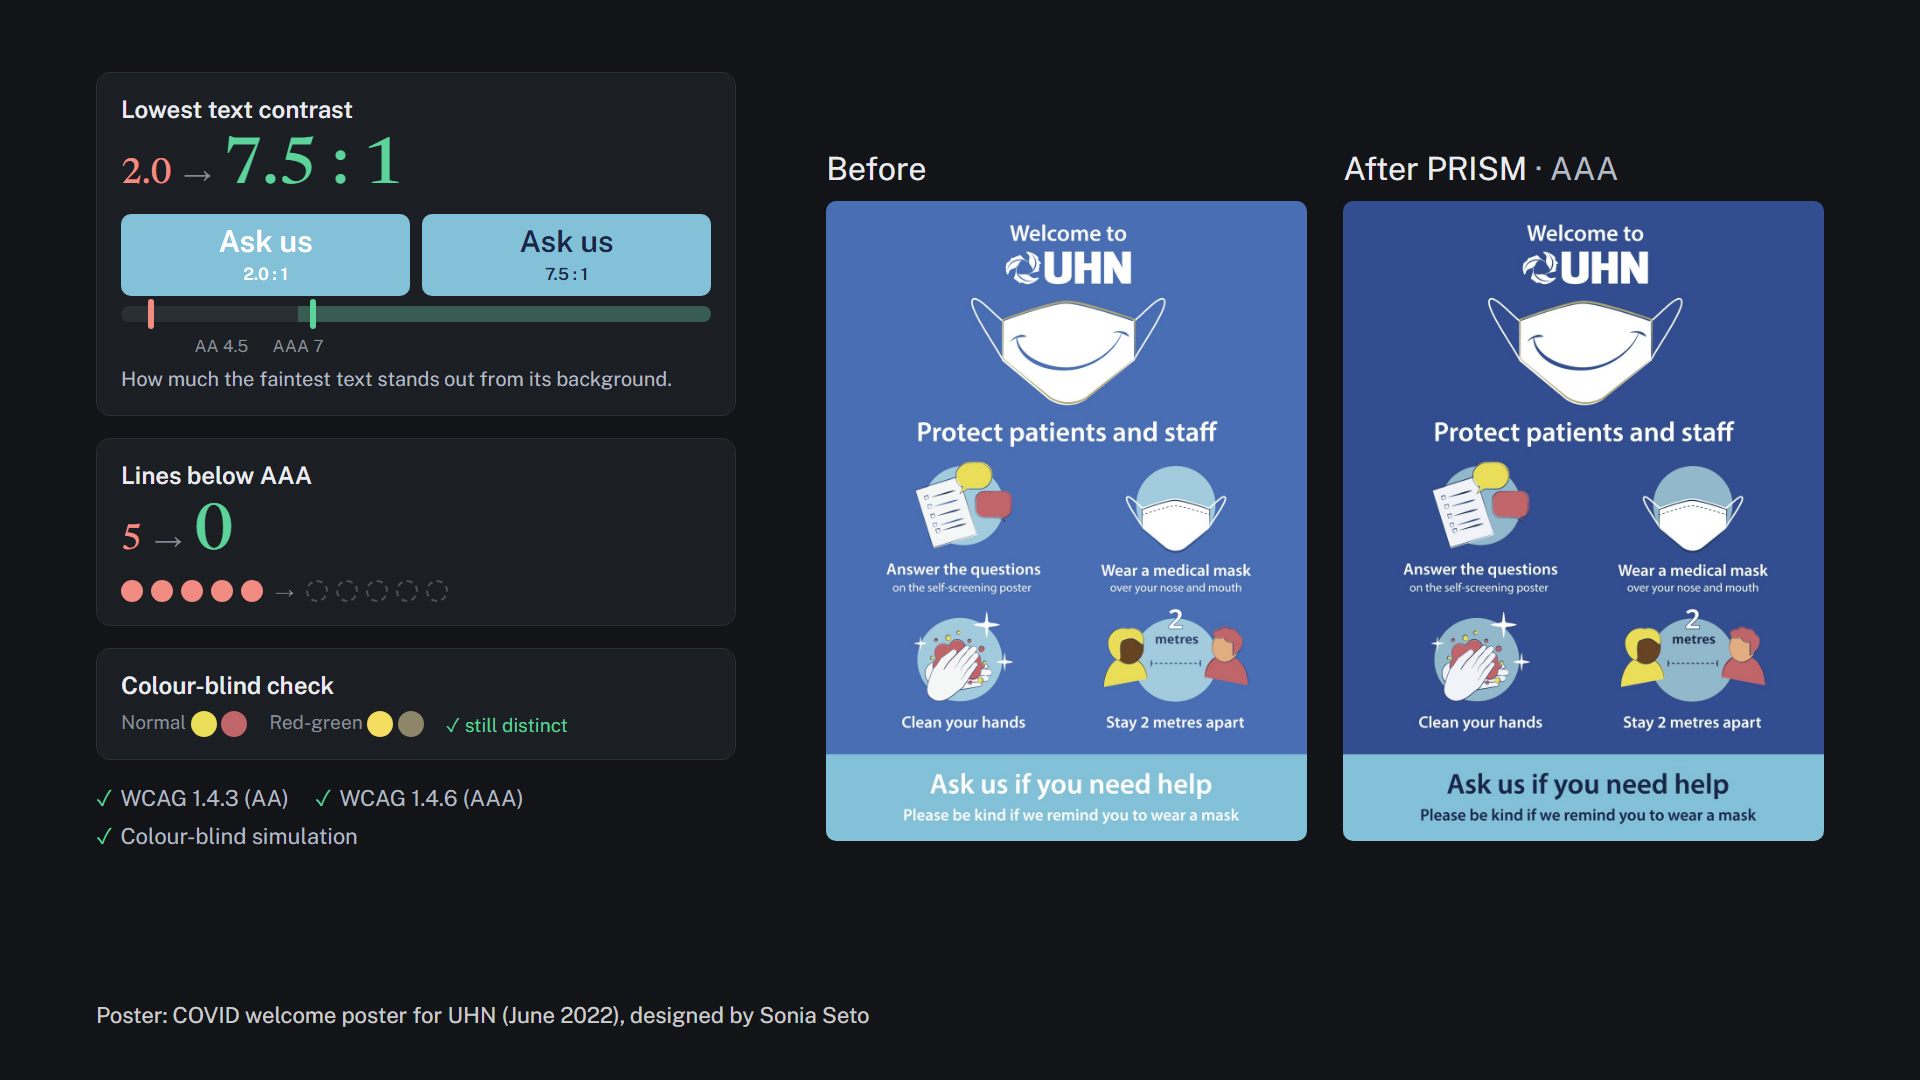 Lowest text contrast
2.0 → 7.5 : 1
Ask us
2.0 : 1
Ask us
7.5 : 1
AA 4.5 AAA 7
How much the faintest text stands out from its background.
Lines below AAA
5 → 0
→
Colour-blind check
Normal Red-green ✓ still distinct
✓ WCAG 1.4.3 (AA) ✓ WCAG 1.4.6 (AAA)
✓ Colour-blind simulation
Before
Welcome to
UHN
Protect patients and staff
Answer the questions
on the self-screening poster
Wear a medical mask
over your nose and mouth
Clean your hands
2
metres
Stay 2 metres apart
Ask us if you need help
Please be kind if we remind you to wear a mask
After PRISM · AAA
Welcome to
UHN
Protect patients and staff
Answer the questions
on the self-screening poster
Wear a medical mask
over your nose and mouth
Clean your hands
2
metres
Stay 2 metres apart
Ask us if you need help
Please be kind if we remind you to wear a mask
Poster: COVID welcome poster for UHN (June 2022), designed by Sonia Seto